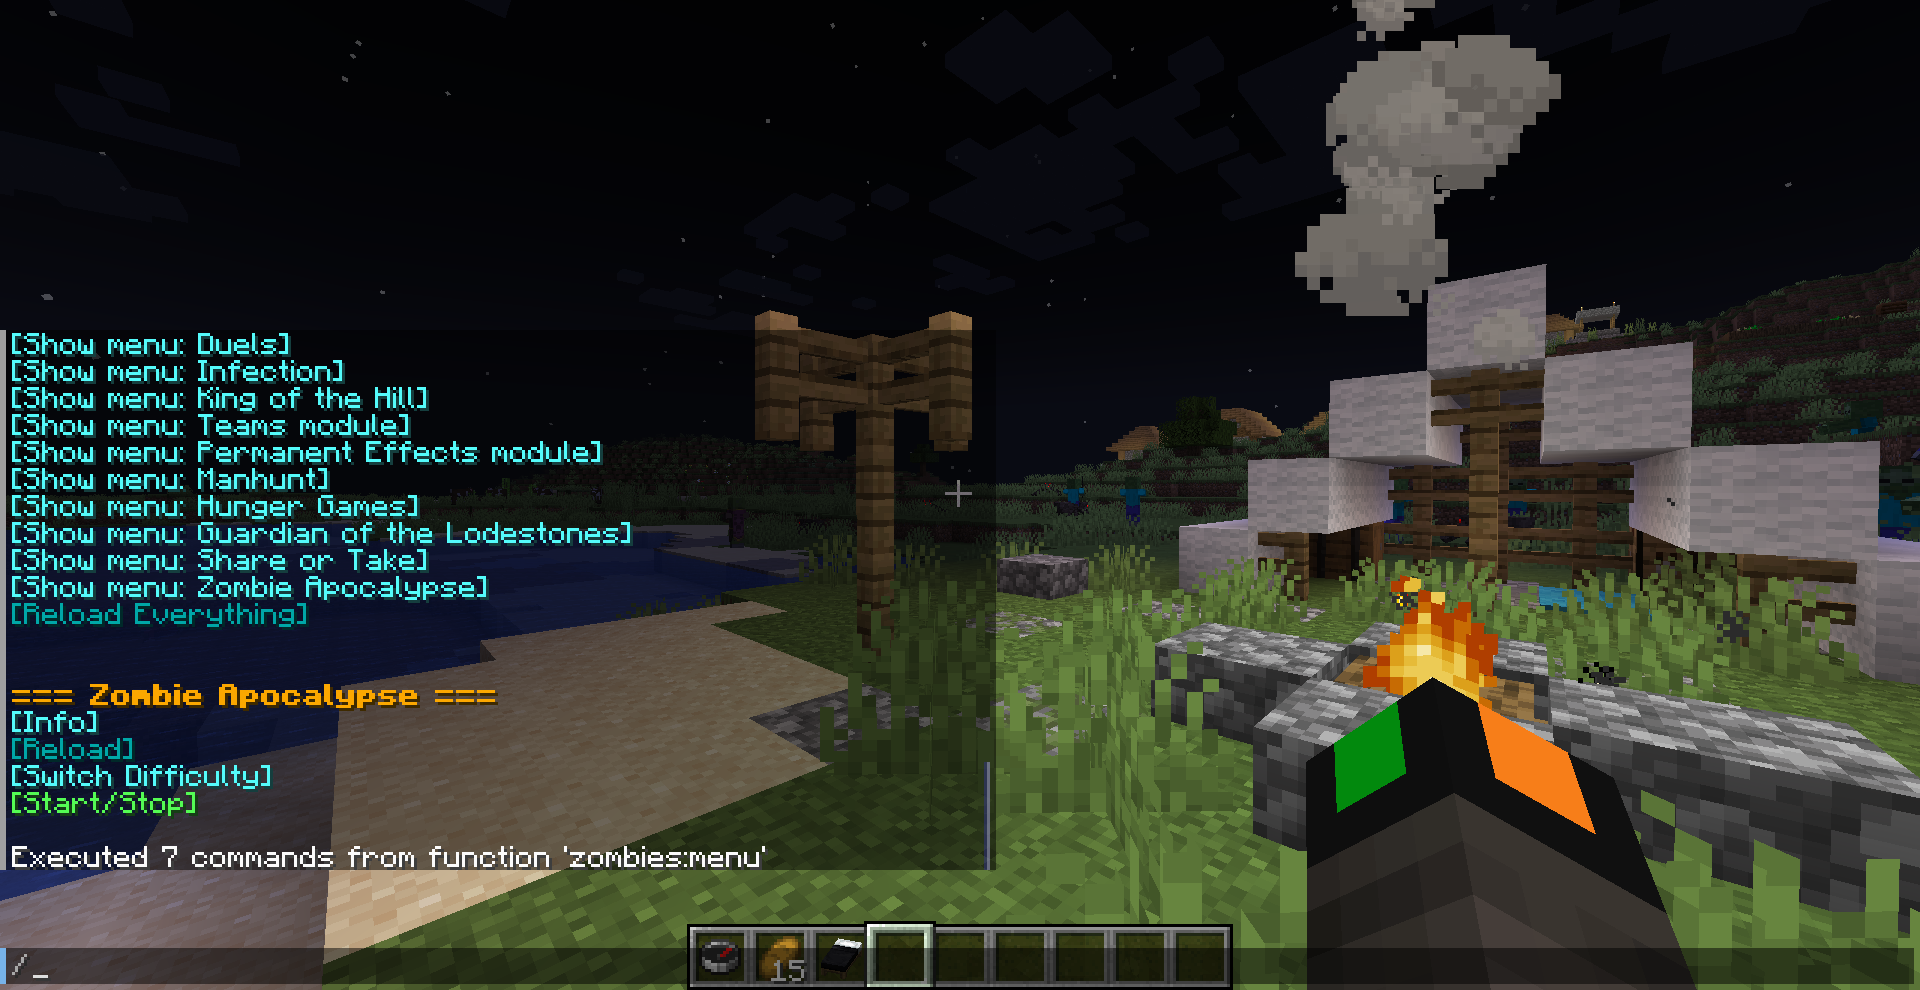 [Show menu: Duels]
[Show menu: Infection]
[Show menu: King of the Hill]
[Show menu: Teams module]
[Show menu: Permanent Effects module]
[Show menu: Manhunt]
[Show menu: Hunger Games]
[Show menu: Guardian of the Lodestones]
[Show menu: Share or Take]
[Show menu: Zombie Apocalypse]
[Reload Everything]
=== Zombie Apocalypse ===
[Info]
[Reload]
[Switch Difficulty]
[Start/Stop]
Executed 7 commands from function 'zombies:menu'
15
/_